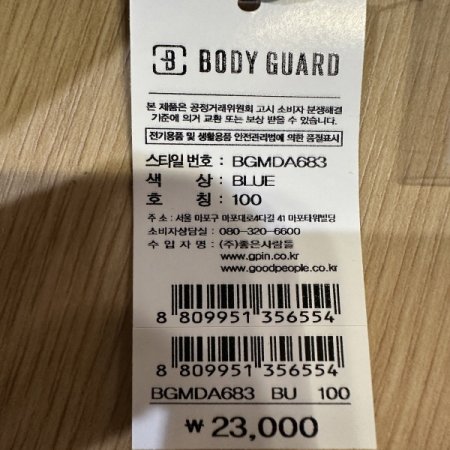 B BODY GUARD
본 제품은 공정거래위원회 고시 소비자 분쟁해결
기준에 의거 교환 또는 보상 받을 수 있습니다.
전기용품 및 생활용품 안전관리법에 의한 품질표시
스타일 번호 : BGMDA683
색 상 : BLUE
호 칭 : 100
주 소 : 서울 마포구 마포대로4다길 41 마포타워빌딩
소비자상담실 : 080-320-6600
수 입 자 명 : (주)좋은사람들
www.gpin.co.kr
www.goodpeople.co.kr
8 809951 356554
8 809951 356554
BGMDA683 BU 100
₩ 23,000